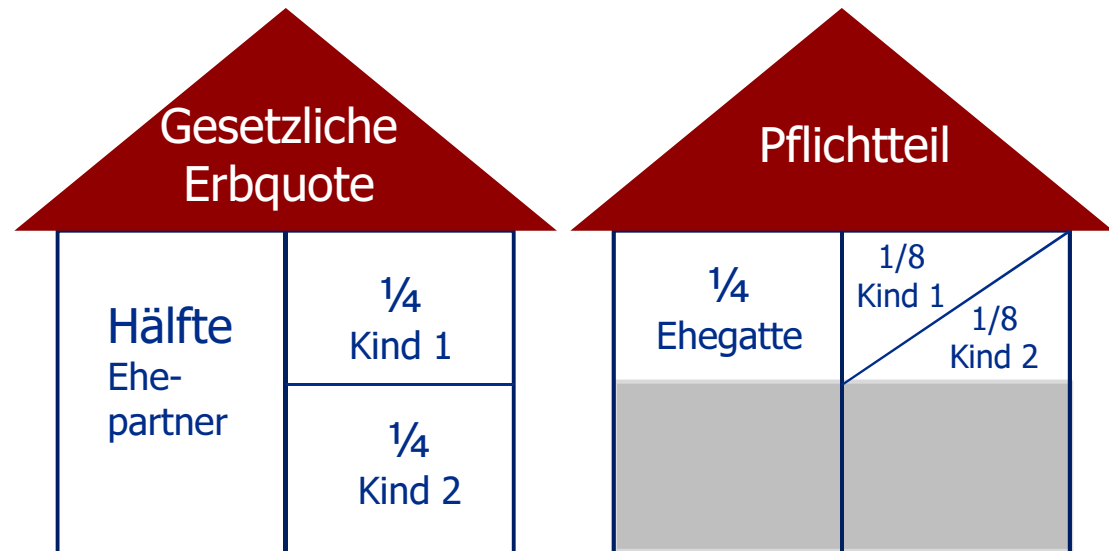 Gesetzliche
Erbquote
Hälfte
Ehe-
partner
¼
Kind 1
¼
Kind 2
Pflichtteil
¼
Ehegatte
1/8
Kind 1
1/8
Kind 2